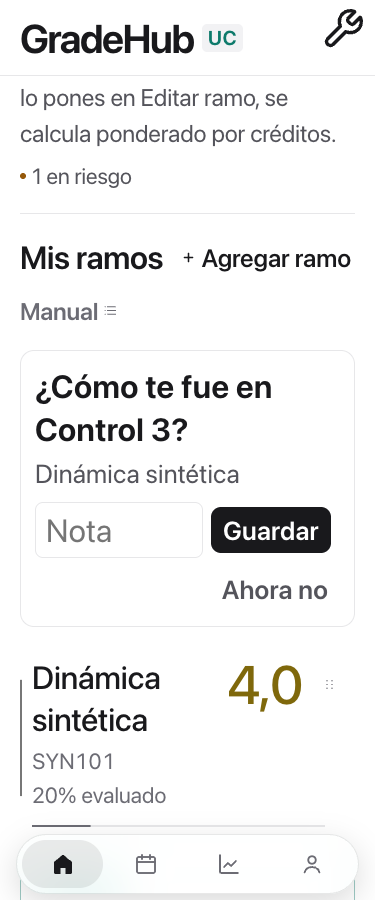 GradeHub UC
lo pones en Editar ramo, se
calcula ponderado por créditos.
• 1 en riesgo
Mis ramos + Agregar ramo
Manual
¿Cómo te fue en
Control 3?
Dinámica sintética
Nota Guardar
Ahora no
Dinámica 4,0
sintética
SYN101
20% evaluado